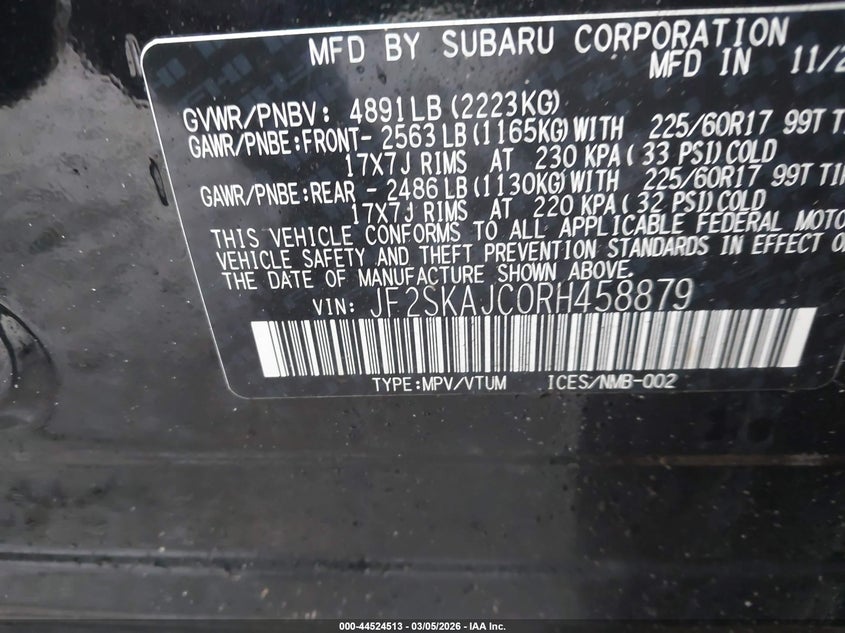 MFD BY SUBARU CORPORATION
MFD IN 11/2
GVWR/PNBV: 4891LB(2223KG)
GAWR/PNBE:FRONT- 2563LB(1165KG)WITH 225/60R17 99T TI
17X7J RIMS AT 230 KPA( 33 PSI)COLD
GAWR/PNBE:REAR - 2486LB(1130KG)WITH 225/60R17 99T TIR
17X7J RIMS AT 220 KPA( 32 PSI)COLD
THIS VEHICLE CONFORMS TO ALL APPLICABLE FEDERAL MOTO
VEHICLE SAFETY AND THEFT PREVENTION STANDARDS IN EFFECT O
THE DATE OF MANUFACTURE SHOWN ABOVE.
VIN: JF2SKAJC0RH458879
TYPE:MPV/VTUM ICES/NMB-002
000-44524513 - 03/05/2026 - IAA Inc.